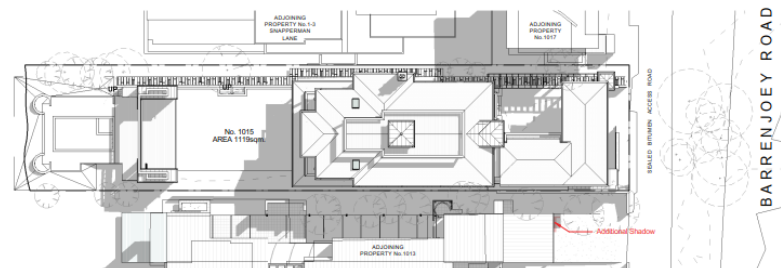 ADJOINING
PROPERTY No.1-3
SNAPPERMAN
LANE
ADJOINING
PROPERTY
No.1017
UP
UP
No. 1015
AREA 1119sqm.
SEALED BITUMEN ACCESS ROAD
BARRENJOEY ROAD
Additional Shadow
ADJOINING
PROPERTY No.1013